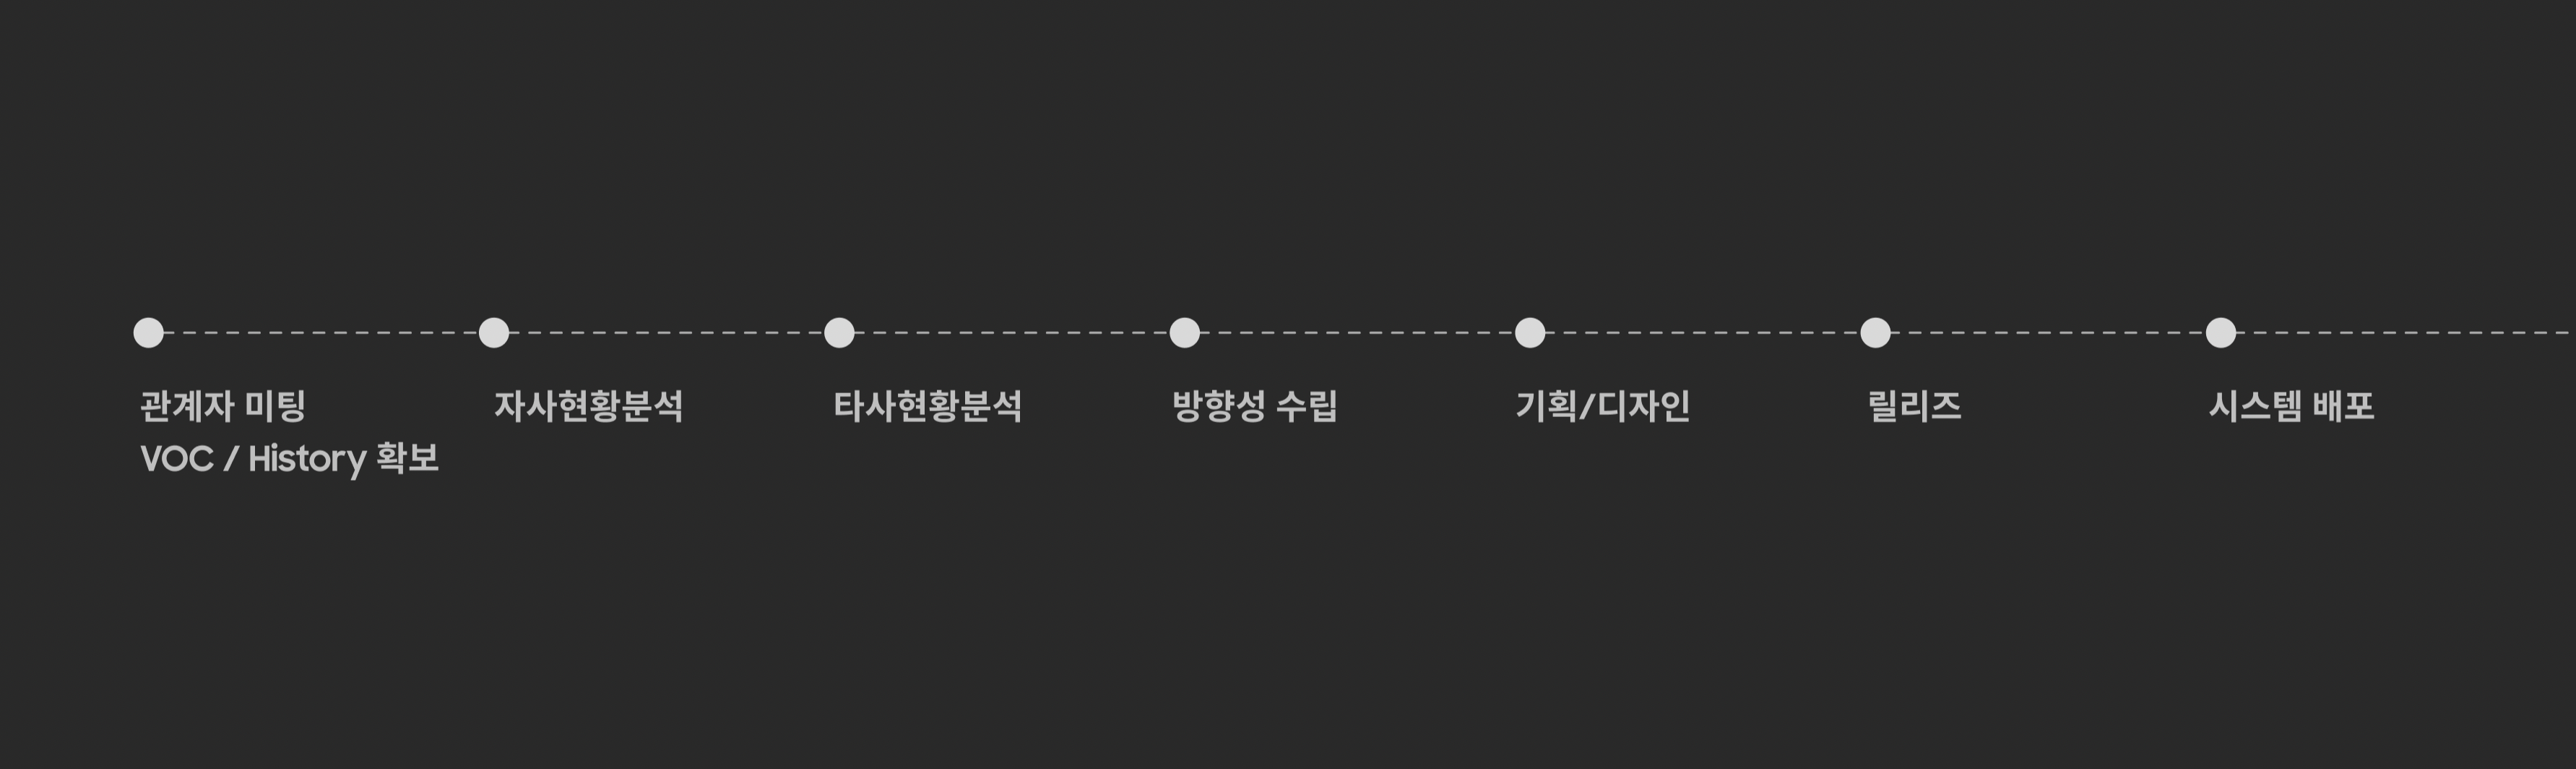 관계자 미팅
VOC / History 확보
자사현황분석
타사현황분석
방향성 수립
기획/디자인
릴리즈
시스템 배포